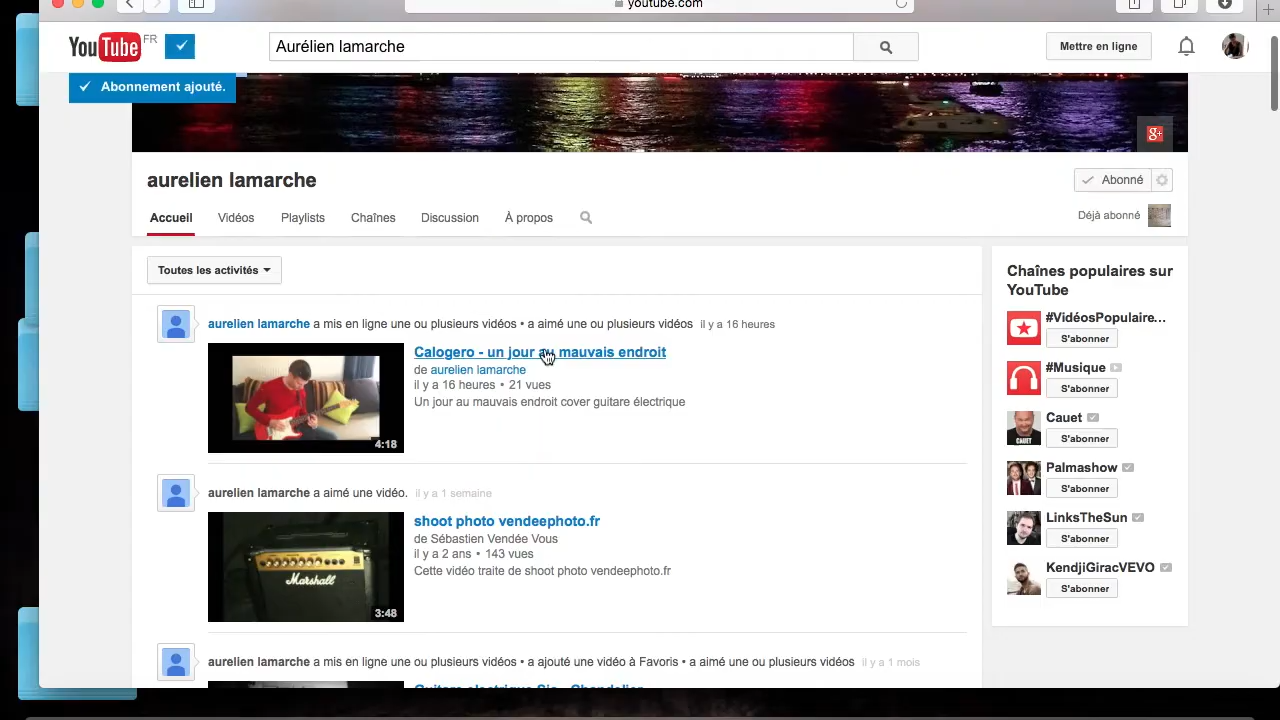 youtube.com
YouTube FR
Aurélien lamarche
Mettre en ligne
Abonnement ajouté.
g+
aurelien lamarche
Abonné
Accueil Vidéos Playlists Chaînes Discussion À propos
Déjà abonné
Toutes les activités
aurelien lamarche a mis en ligne une ou plusieurs vidéos • a aimé une ou plusieurs vidéos il y a 16 heures
Calogero - un jour au mauvais endroit
de aurelien lamarche
il y a 16 heures • 21 vues
Un jour au mauvais endroit cover guitare électrique
4:18
aurelien lamarche a aimé une vidéo. il y a 1 semaine
shoot photo vendeephoto.fr
de Sébastien Vendée Vous
il y a 2 ans • 143 vues
Cette vidéo traite de shoot photo vendeephoto.fr
Marshall
3:48
aurelien lamarche a mis en ligne une ou plusieurs vidéos • a ajouté une vidéo à Favoris • a aimé une ou plusieurs vidéos il y a 1 mois
Chaînes populaires sur
YouTube
#VidéosPopulaire...
S'abonner
#Musique
S'abonner
Cauet
CAUET
S'abonner
Palmashow
S'abonner
LinksTheSun
S'abonner
KendjiGiracVEVO
S'abonner